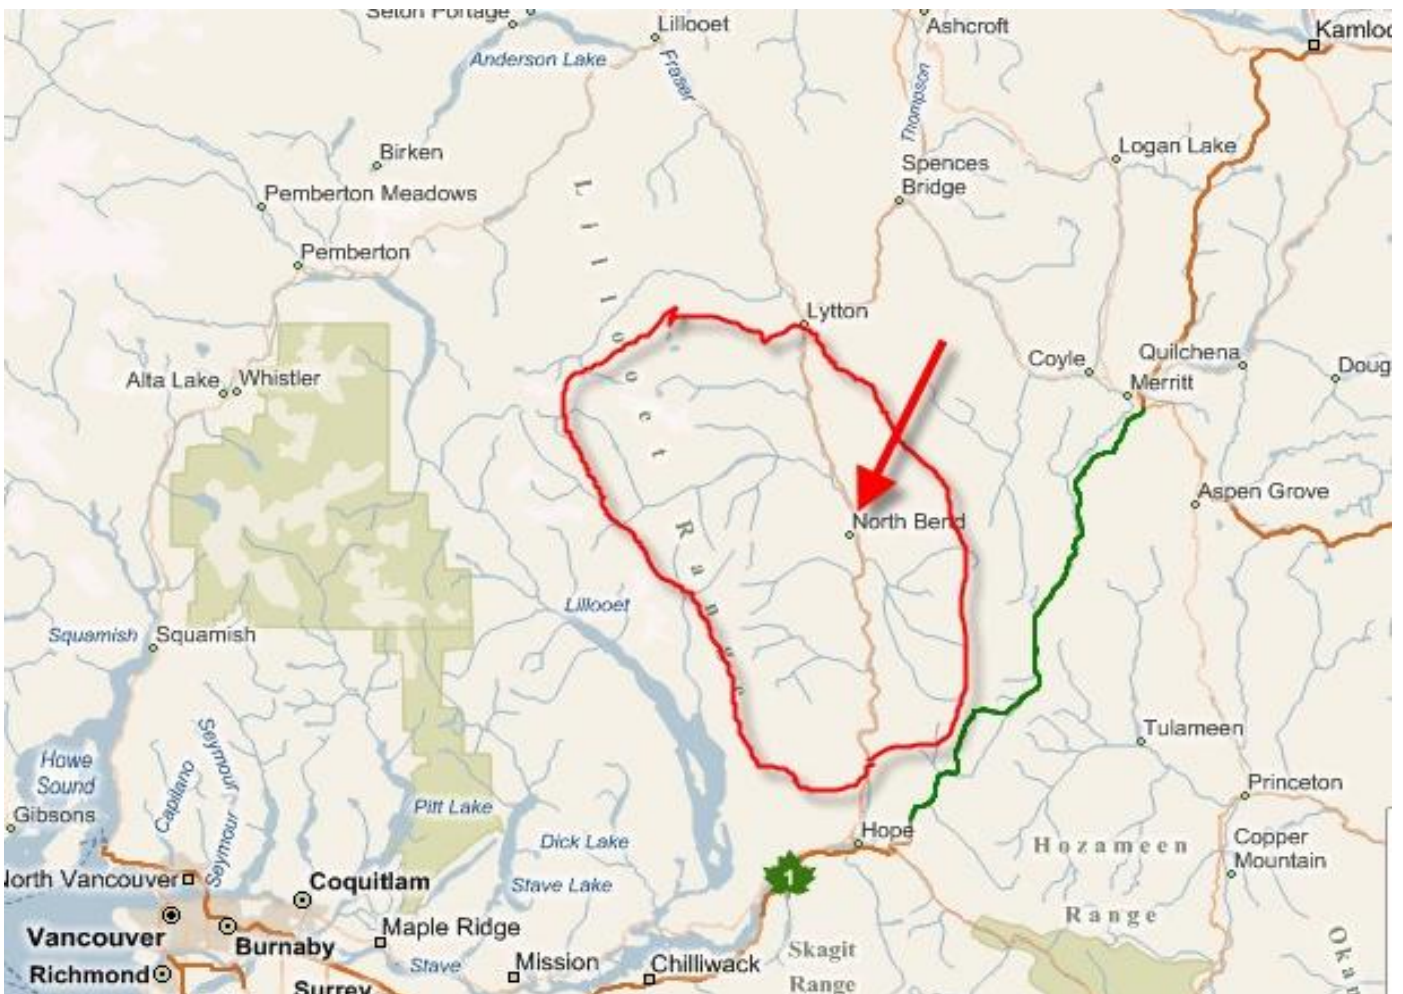 Seton Portage
Lillooet
Ashcroft
Anderson Lake
Fraser
Thompson
Birken
Logan Lake
Spences
Bridge
Pemberton Meadows
Pemberton
Lillooet Range
Lytton
Alta Lake
Whistler
Coyle
Quilchena
Merritt
Doug
Aspen Grove
North Bend
Lillooet
Squamish
Squamish
Tulameen
Howe
Sound
Seymour
Capilano
Seymour
Gibsons
Pitt Lake
Princeton
Dick Lake
Hope
Hozameen
Range
Copper
Mountain
North Vancouver
Coquitlam
Stave Lake
1
Vancouver
Burnaby
Maple Ridge
Richmond
Stave
Mission
Chilliwack
Skagit
Range
Surrey